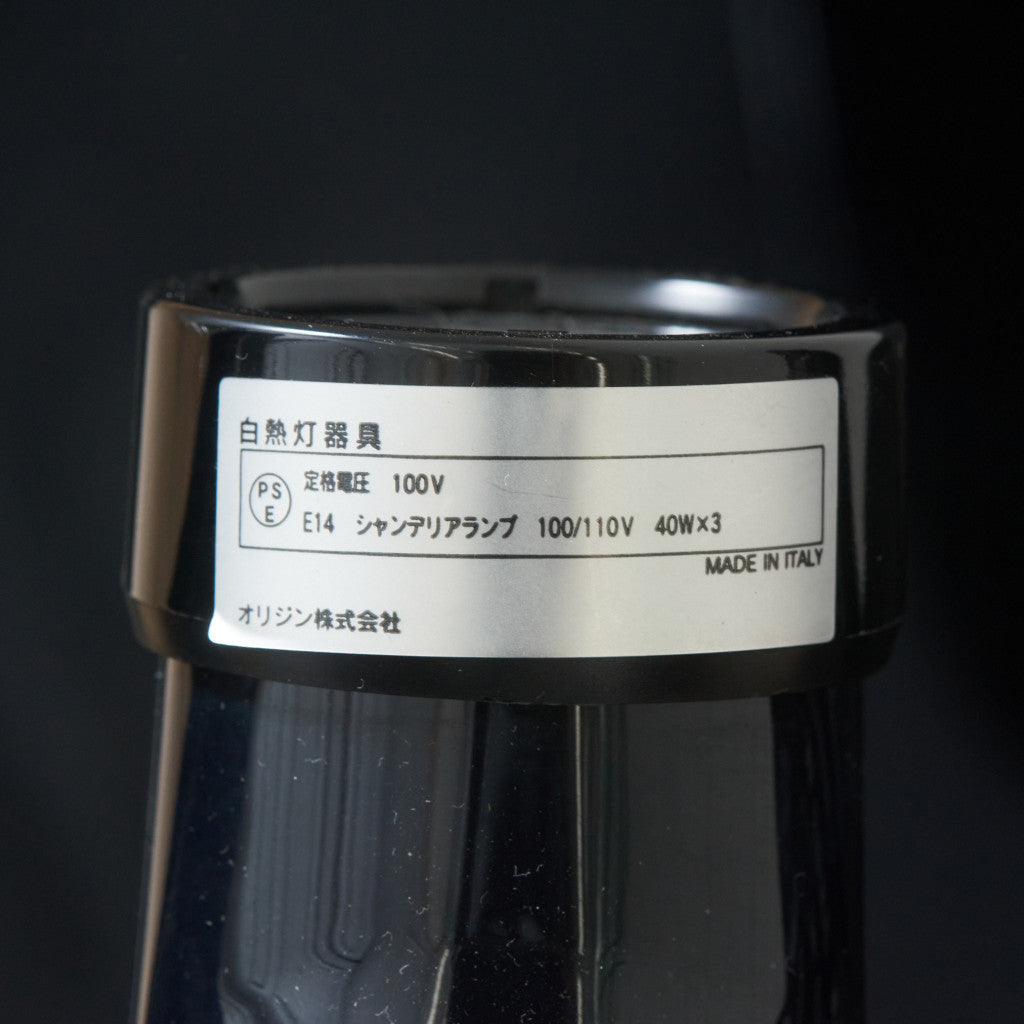 白熱灯器具
PS
E
定格電圧 100V
E14 シャンデリアランプ 100/110V 40W×3
MADE IN ITALY
オリジン株式会社